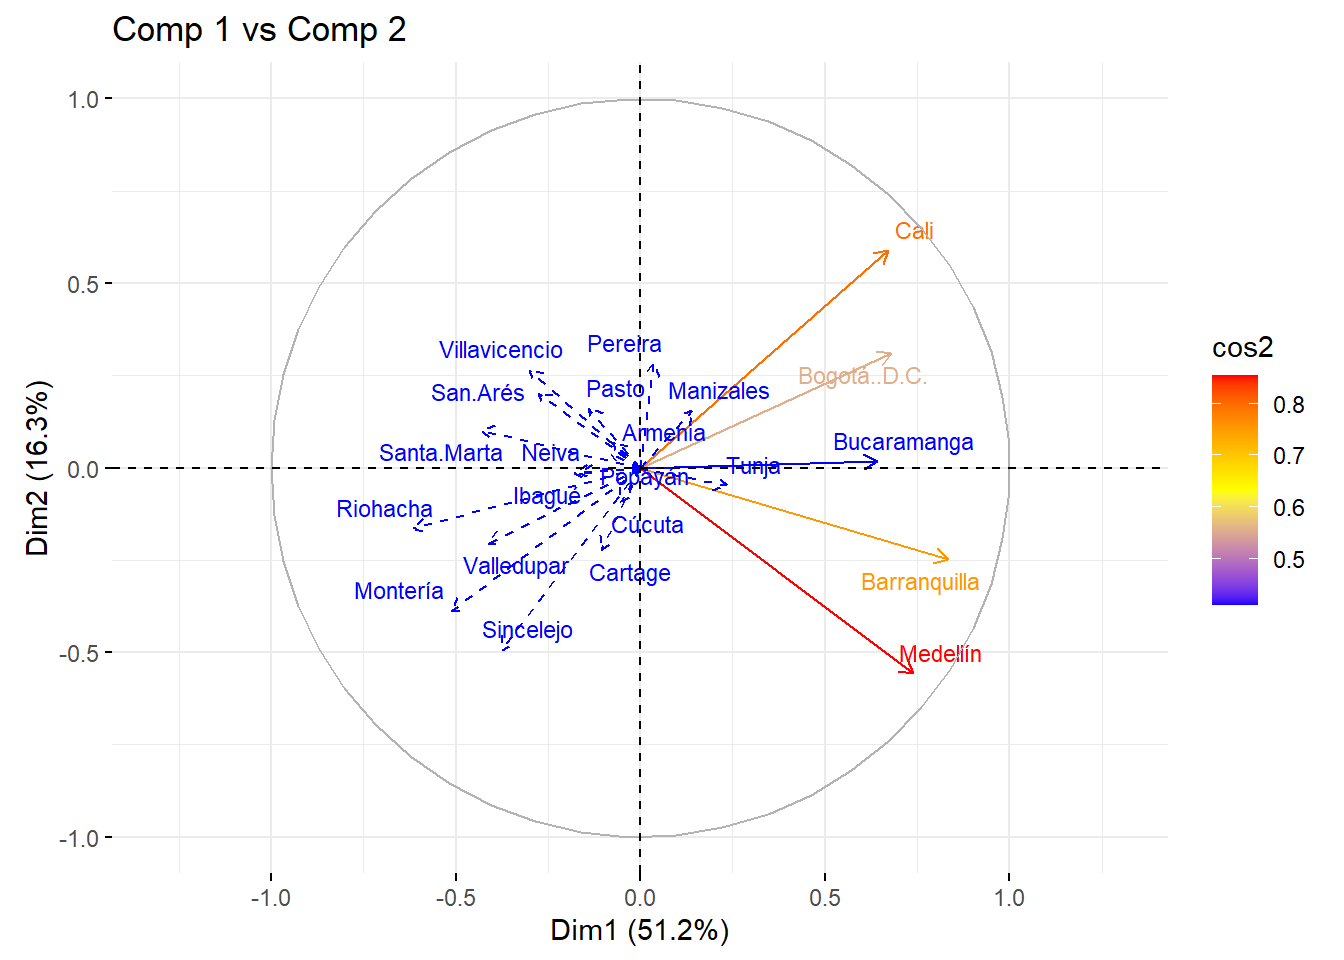 Comp 1 vs Comp 2
1.0
0.5
0.0
-0.5
-1.0
Dim2 (16.3%)
Cali
Pereira
Villavicencio
Bogotá..D.C.
San.Arés
Pasto
Manizales
Armenia
Bucaramanga
Santa.Marta
Neiva
Tunja
Popayán
Ibagué
Riohacha
Cúcuta
Valledupar
Cartage
Barranquilla
Montería
Sincelejo
Medellín
-1.0
-0.5
0.0
0.5
1.0
Dim1 (51.2%)
cos2
0.8
0.7
0.6
0.5